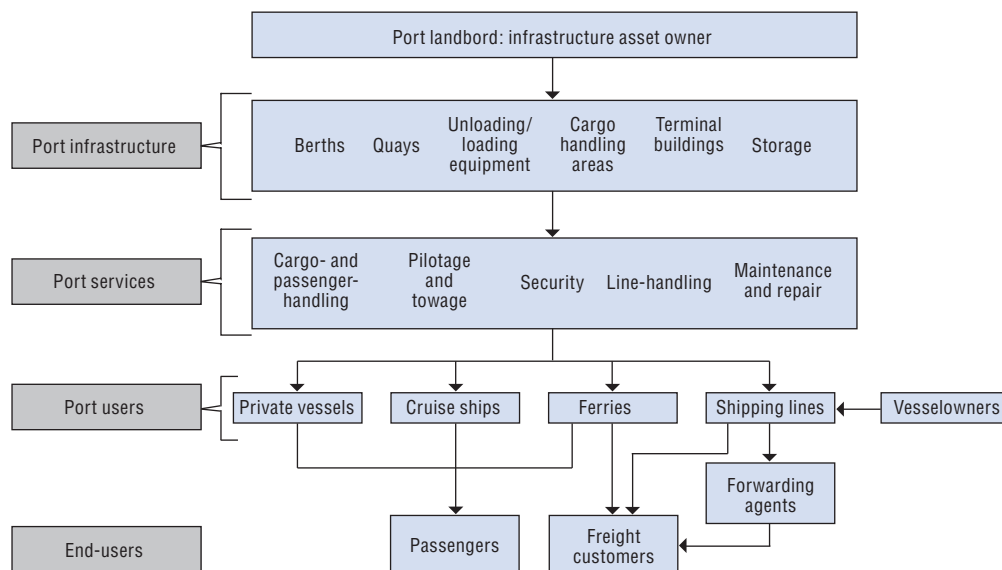 Port landbord: infrastructure asset owner
Port infrastructure
Berths
Quays
Unloading/
loading
equipment
Cargo
handling
areas
Terminal
buildings
Storage
Port services
Cargo- and
passenger-
handling
Pilotage
and
towage
Security
Line-handling
Maintenance
and repair
Port users
Private vessels
Cruise ships
Ferries
Shipping lines
Vesselowners
Forwarding
agents
End-users
Passengers
Freight
customers